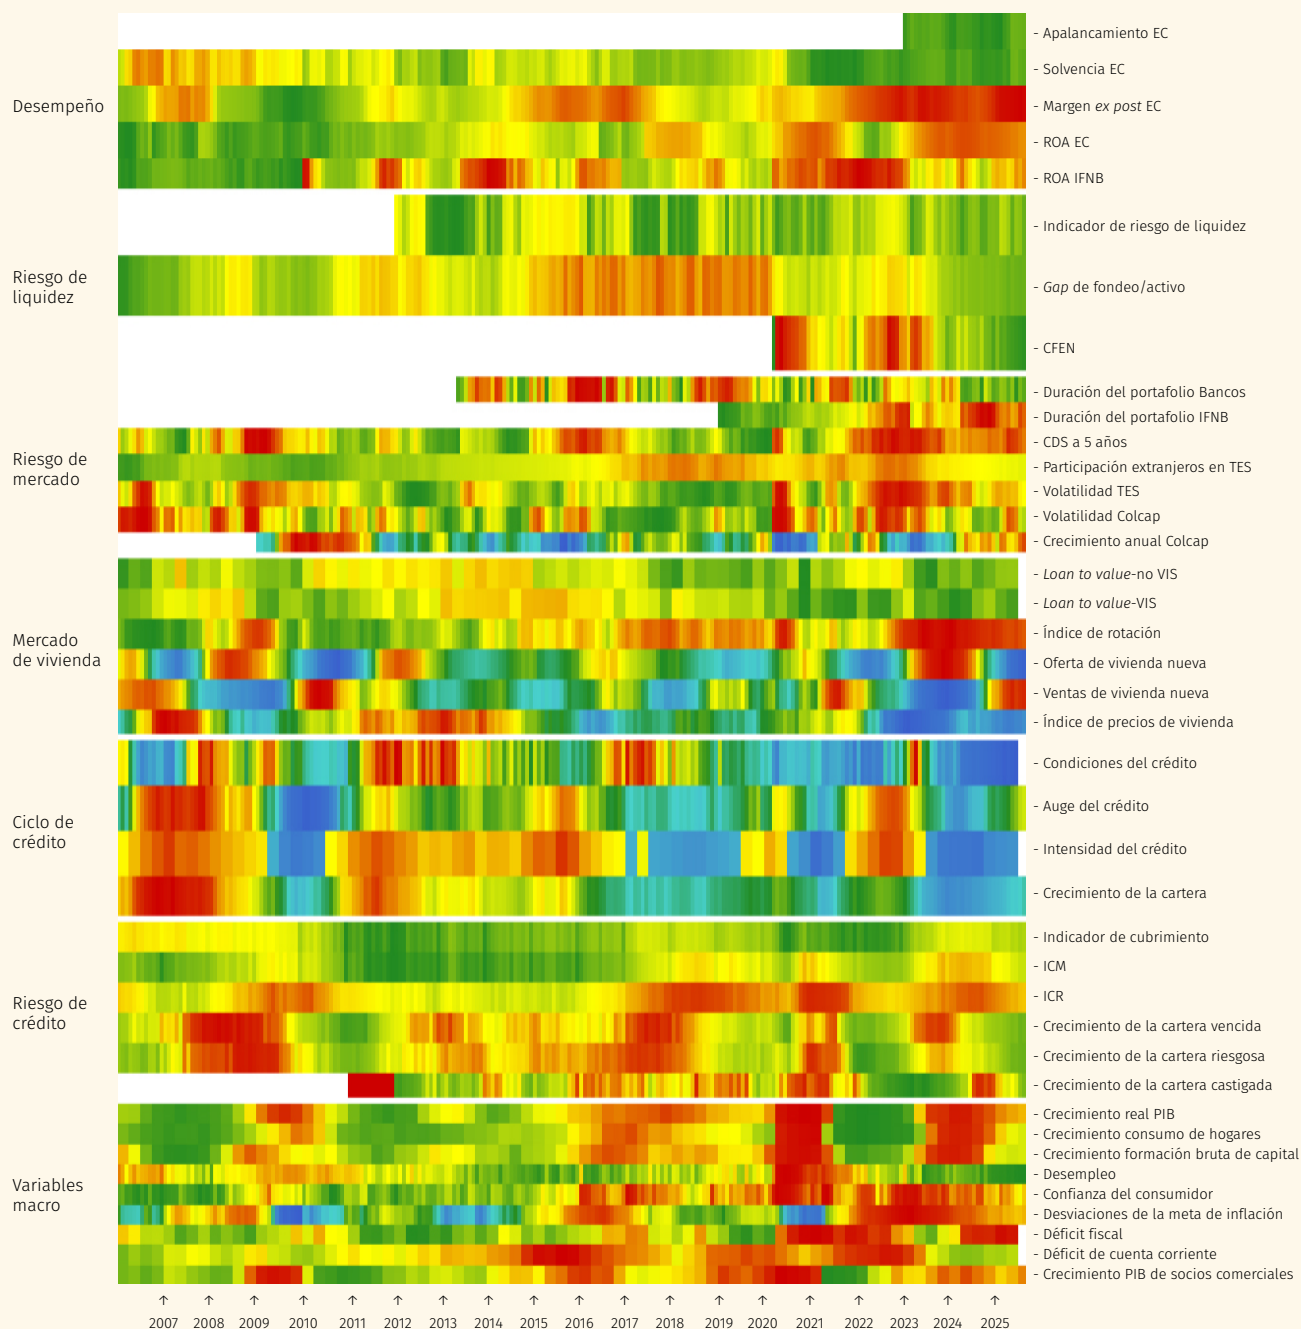 Desempeño
- Apalancamiento EC
- Solvencia EC
- Margen ex post EC
- ROA EC
- ROA IFNB
Riesgo de
liquidez
- Indicador de riesgo de liquidez
- Gap de fondeo/activo
- CFEN
Riesgo de
mercado
- Duración del portafolio Bancos
- Duración del portafolio IFNB
- CDS a 5 años
- Participación extranjeros en TES
- Volatilidad TES
- Volatilidad Colcap
- Crecimiento anual Colcap
Mercado
de vivienda
- Loan to value-no VIS
- Loan to value-VIS
- Índice de rotación
- Oferta de vivienda nueva
- Ventas de vivienda nueva
- Índice de precios de vivienda
Ciclo de
crédito
- Condiciones del crédito
- Auge del crédito
- Intensidad del crédito
- Crecimiento de la cartera
Riesgo de
crédito
- Indicador de cubrimiento
- ICM
- ICR
- Crecimiento de la cartera vencida
- Crecimiento de la cartera riesgosa
- Crecimiento de la cartera castigada
Variables
macro
- Crecimiento real PIB
- Crecimiento consumo de hogares
- Crecimiento formación bruta de capital
- Desempleo
- Confianza del consumidor
- Desviaciones de la meta de inflación
- Déficit fiscal
- Déficit de cuenta corriente
- Crecimiento PIB de socios comerciales
2007 2008 2009 2010 2011 2012 2013 2014 2015 2016 2017 2018 2019 2020 2021 2022 2023 2024 2025